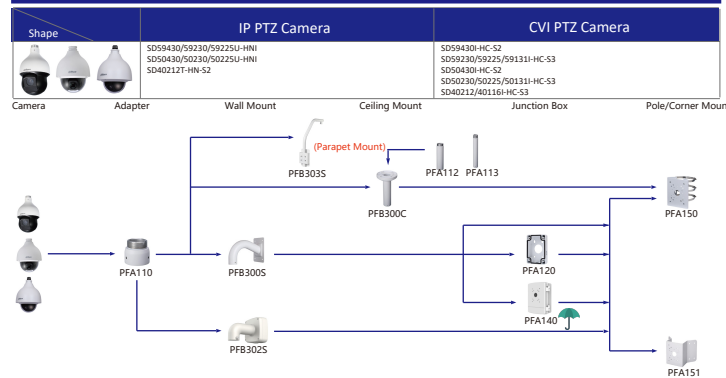 Shape
IP PTZ Camera
CVI PTZ Camera
SD59430/59230/59225U-HNI
SD50430/50230/50225U-HNI
SD40212T-HN-S2
SD59430I-HC-S2
SD59230/59225/59131I-HC-S3
SD50430I-HC-S2
SD50230/50225/50131I-HC-S3
SD40212/40116I-HC-S3
Camera
Adapter
Wall Mount
Ceiling Mount
Junction Box
Pole/Corner Moun
(Parapet Mount)
PFB303S
PFA112
PFA113
PFB300C
PFA150
PFA110
PFB300S
PFA120
PFA140
PFB302S
PFA151